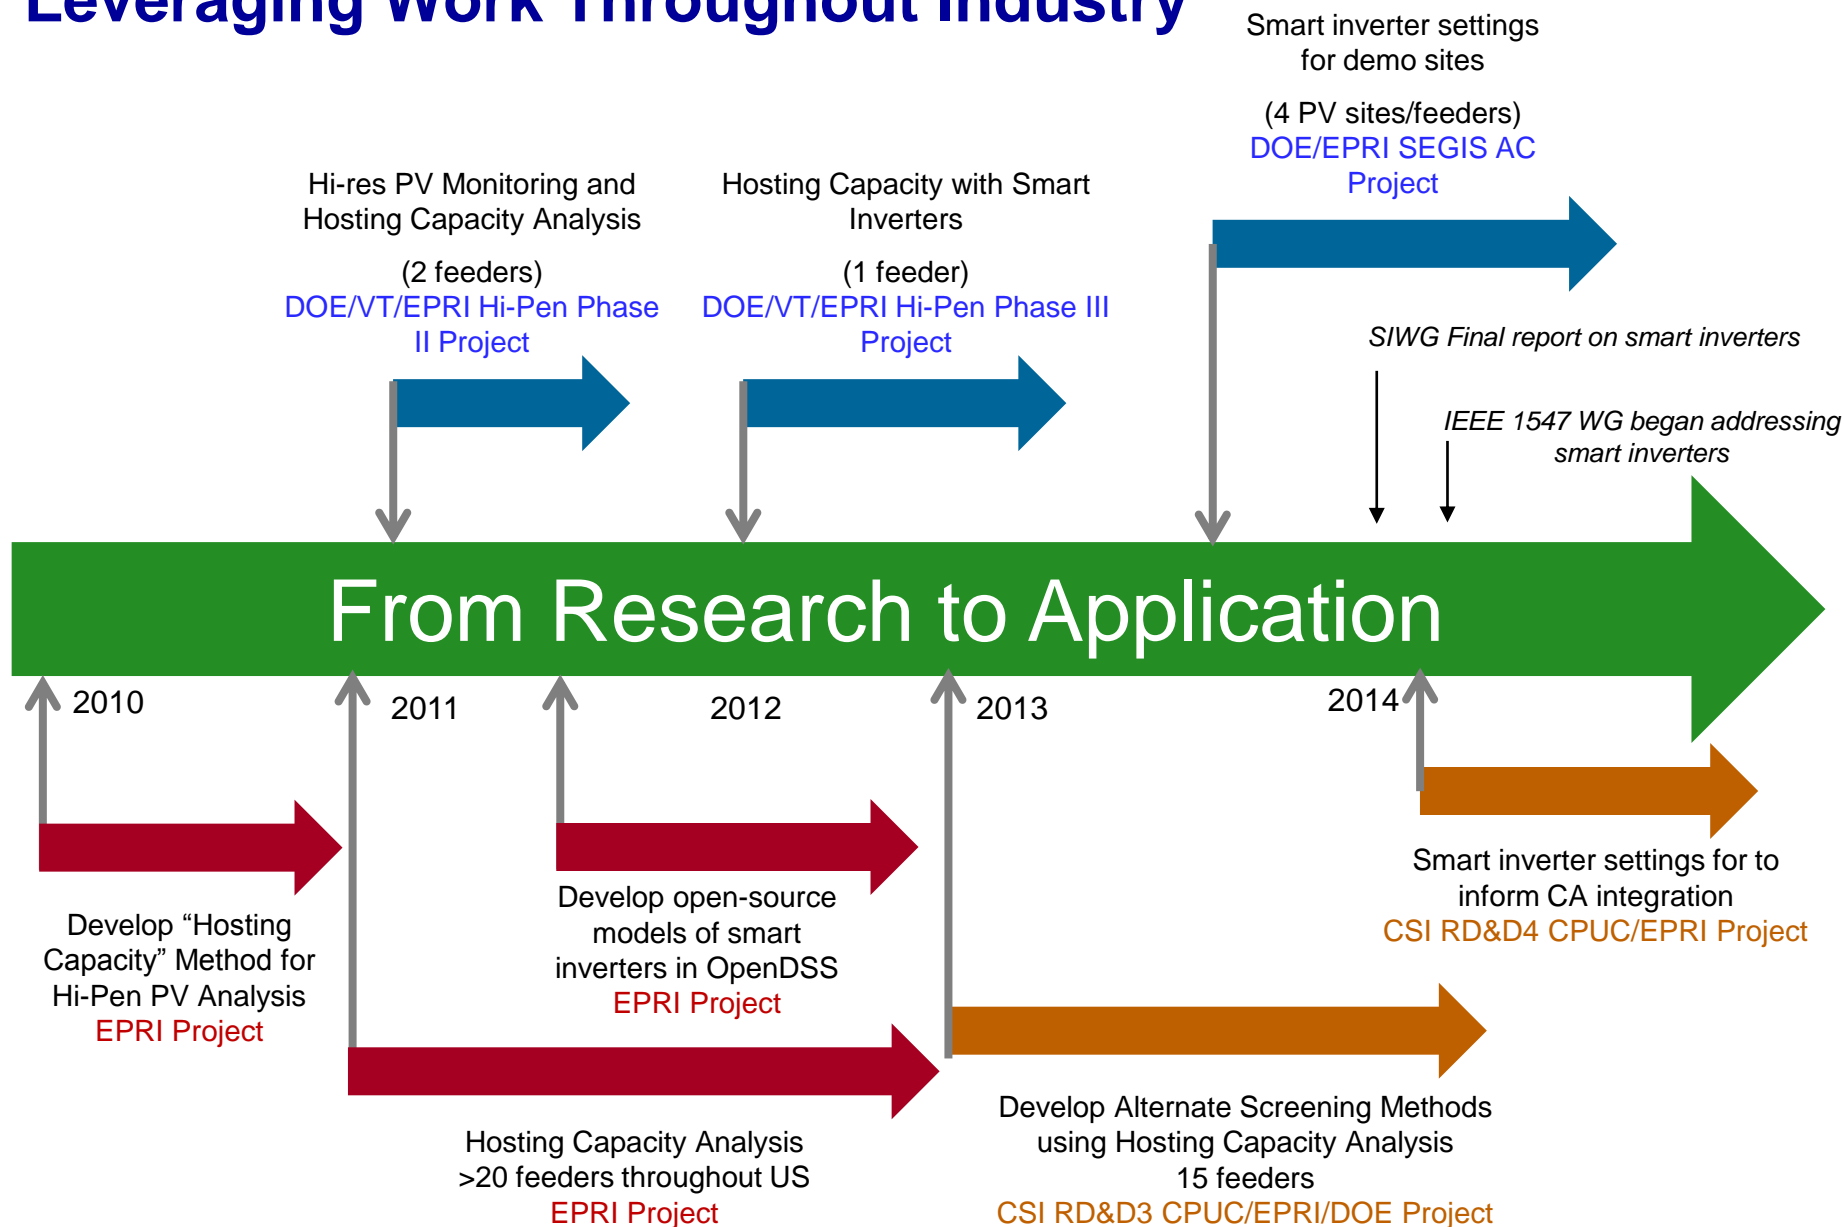 Leveraging Work Throughout Industry
Smart inverter settings
for demo sites
(4 PV sites/feeders)
DOE/EPRI SEGIS AC
Project
Hi-res PV Monitoring and
Hosting Capacity Analysis
(2 feeders)
DOE/VT/EPRI Hi-Pen Phase
II Project
Hosting Capacity with Smart
Inverters
(1 feeder)
DOE/VT/EPRI Hi-Pen Phase III
Project
SIWG Final report on smart inverters
IEEE 1547 WG began addressing
smart inverters
From Research to Application
2010
2011
2012
2013
2014
Develop “Hosting
Capacity” Method for
Hi-Pen PV Analysis
EPRI Project
Develop open-source
models of smart
inverters in OpenDSS
EPRI Project
Smart inverter settings for to
inform CA integration
CSI RD&D4 CPUC/EPRI Project
Hosting Capacity Analysis
>20 feeders throughout US
EPRI Project
Develop Alternate Screening Methods
using Hosting Capacity Analysis
15 feeders
CSI RD&D3 CPUC/EPRI/DOE Project